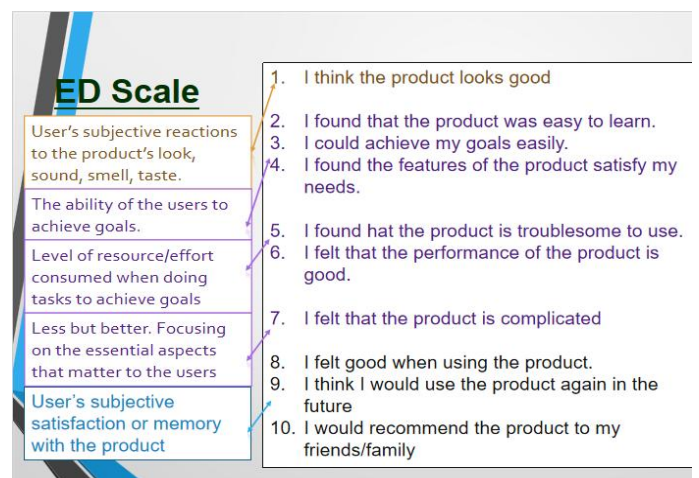 ED Scale
User's subjective reactions
to the product's look,
sound, smell, taste.
The ability of the users to
achieve goals.
Level of resource/effort
consumed when doing
tasks to achieve goals
Less but better. Focusing
on the essential aspects
that matter to the users
User's subjective
satisfaction or memory
with the product
1. I think the product looks good
2. I found that the product was easy to learn.
3. I could achieve my goals easily.
4. I found the features of the product satisfy my
needs.
5. I found hat the product is troublesome to use.
6. I felt that the performance of the product is
good.
7. I felt that the product is complicated
8. I felt good when using the product.
9. I think I would use the product again in the
future
10. I would recommend the product to my
friends/family